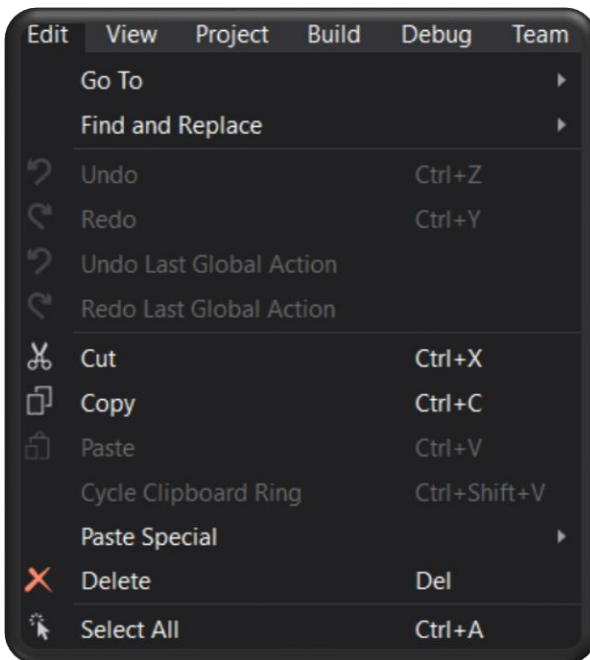 Edit View Project Build Debug Team
Go To
Find and Replace
Undo Ctrl+Z
Redo Ctrl+Y
Undo Last Global Action
Redo Last Global Action
Cut Ctrl+X
Copy Ctrl+C
Paste Ctrl+V
Cycle Clipboard Ring Ctrl+Shift+V
Paste Special
Delete Del
Select All Ctrl+A